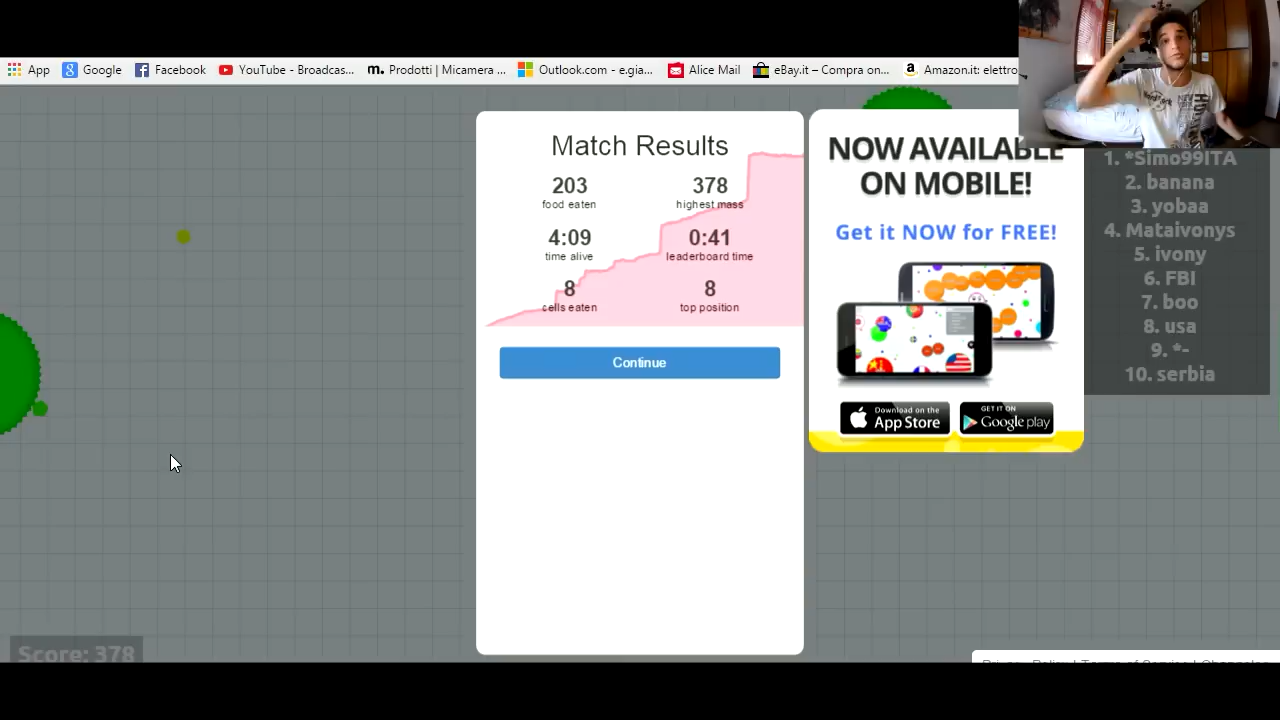 App Google Facebook YouTube - Broadcas... m. Prodotti | Micamera ... Outlook.com - e.gia... Alice Mail eBay.it – Compra on... a Amazon.it: elettro
Match Results
203 378
food eaten highest mass
4:09 0:41
time alive leaderboard time
8 8
cells eaten top position
Continue
NOW AVAILABLE
ON MOBILE!
Get it NOW for FREE!
Download on the GET IT ON
App Store Google play
1. *Simo99ITA
2. banana
3. yobaa
4. Mataivonys
5. ivony
6. FBI
7. boo
8. usa
9. *-
10. serbia
Score: 378